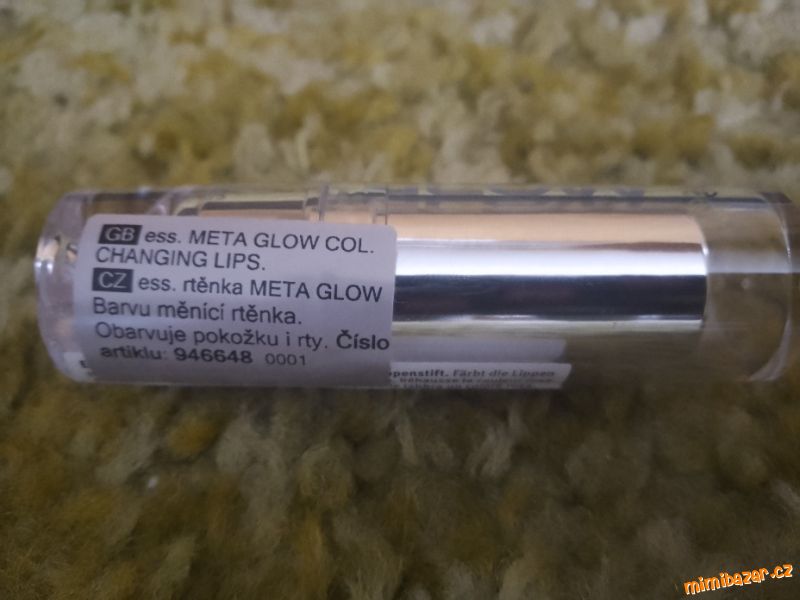 GB ess. META GLOW COL.
CHANGING LIPS.
CZ ess. rtěnka META GLOW
Barvu měnící rtěnka.
Obarvuje pokožku i rty. Číslo
artiklu: 946648 0001
ppenstift. Färbt die Lippen
mimibazar.cz